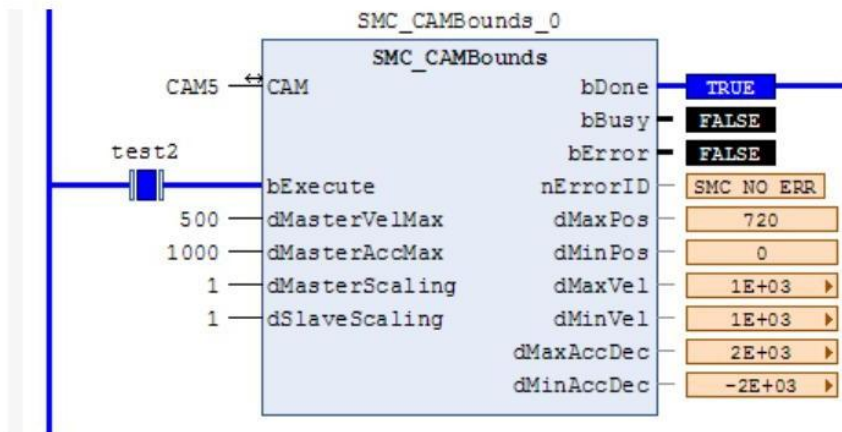 SMC_CAMBounds_0
SMC_CAMBounds
CAM5 CAM bDone TRUE
bBusy FALSE
test2 bError FALSE
bExecute nErrorID SMC NO ERR
500 dMasterVelMax dMaxPos 720
1000 dMasterAccMax dMinPos 0
1 dMasterScaling dMaxVel 1E+03
1 dSlaveScaling dMinVel 1E+03
dMaxAccDec 2E+03
dMinAccDec -2E+03